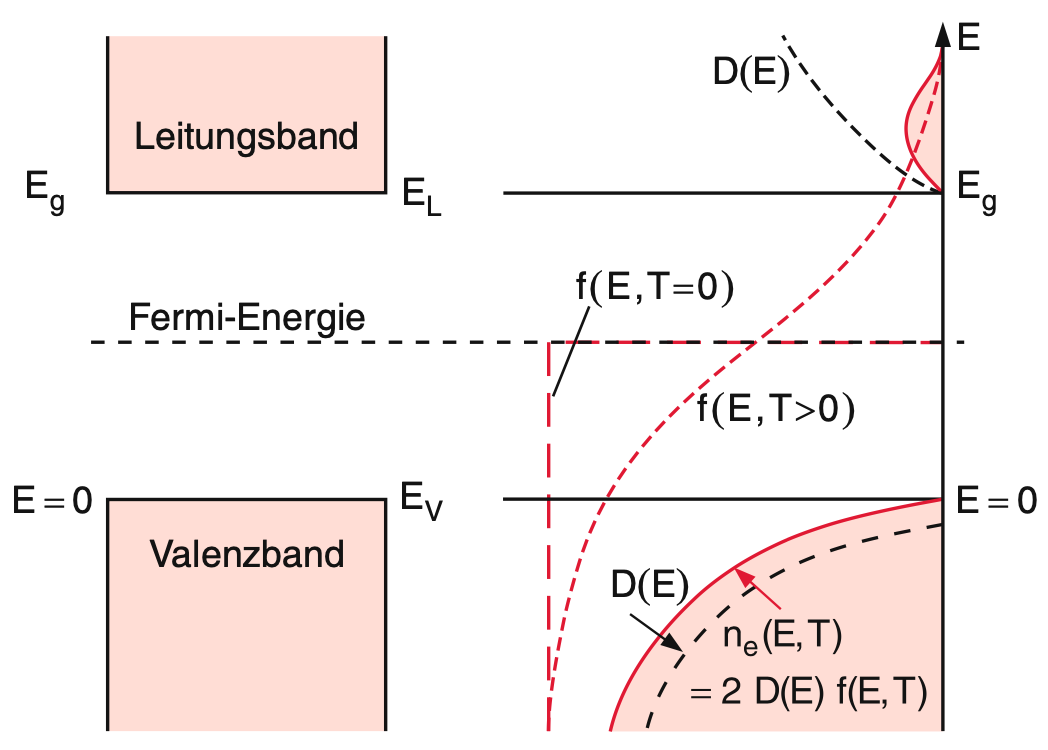 E
D(E)
Leitungsband
E_g
E_L
E_g
f(E,T=0)
Fermi-Energie
f(E,T>0)
E=0
E_V
E=0
Valenzband
D(E)
n_e(E,T)
= 2 D(E) f(E,T)